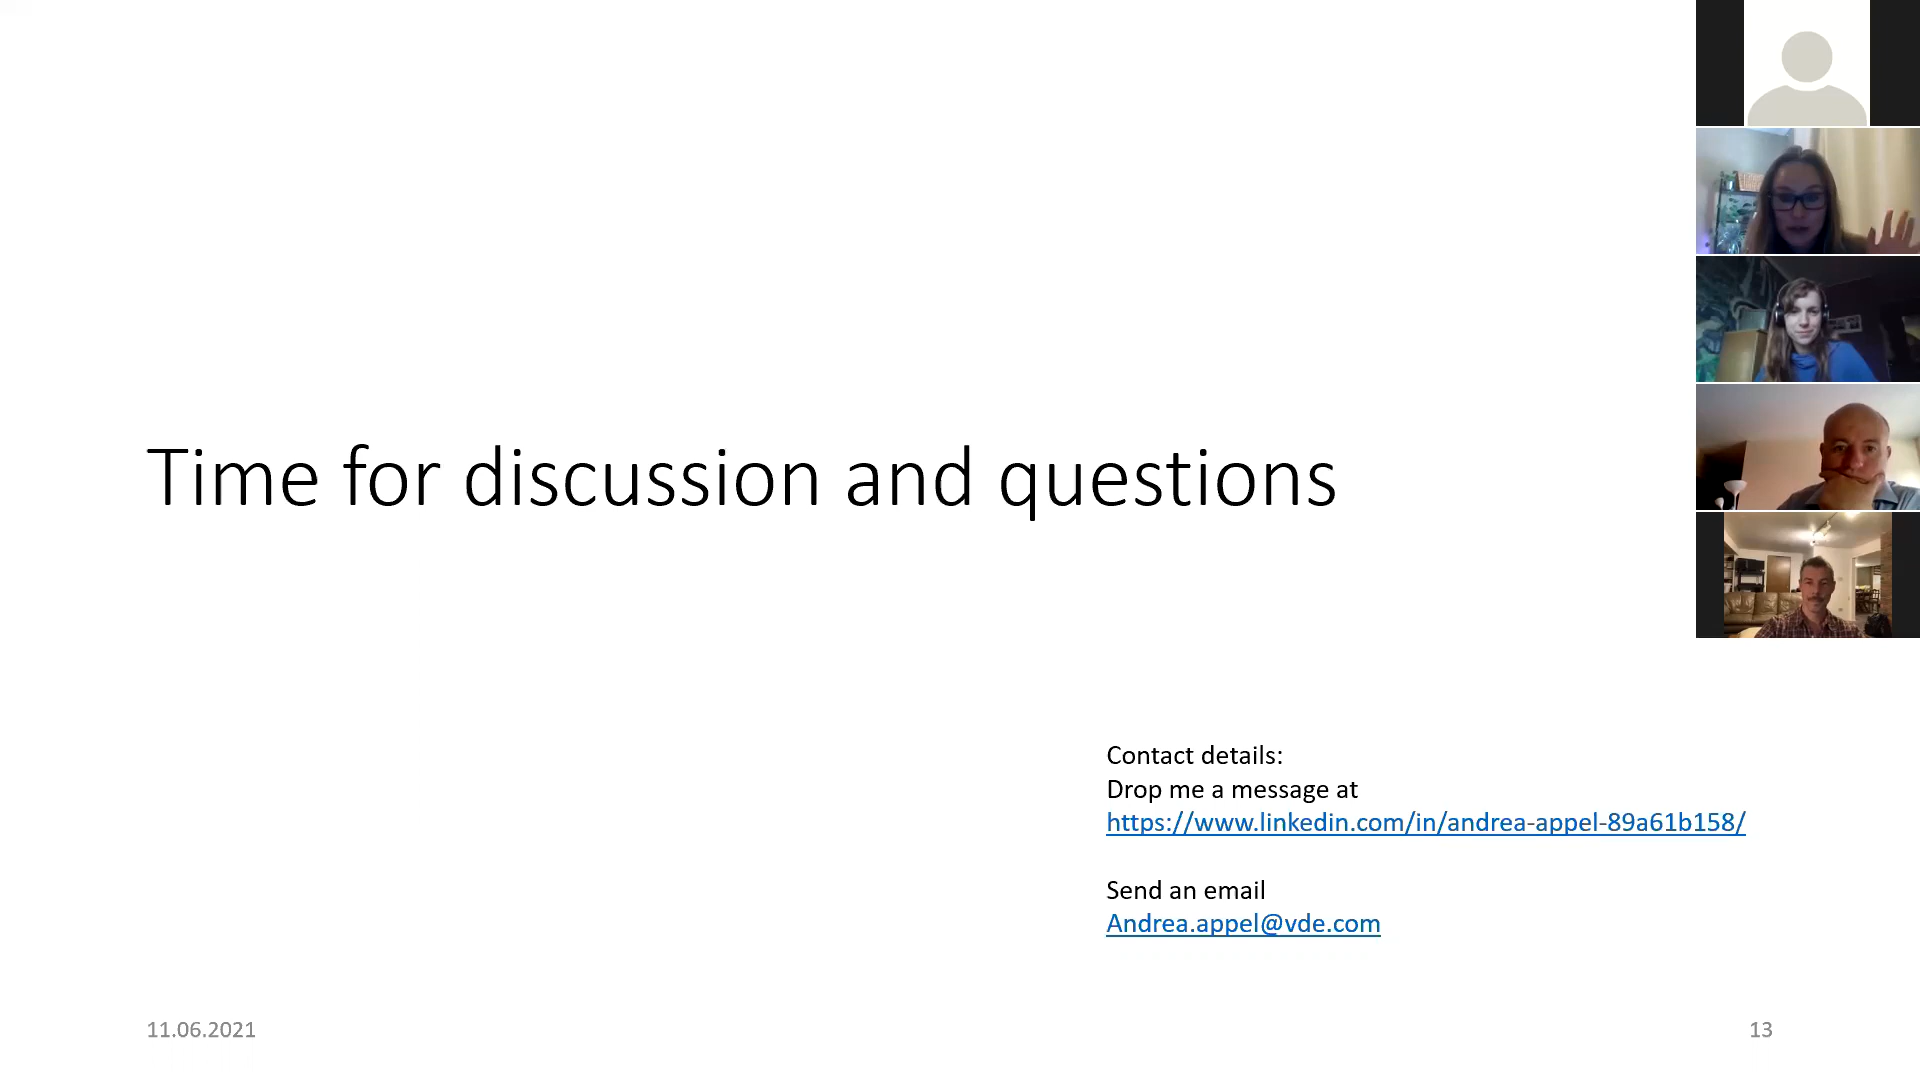 Time for discussion and questions
Contact details:
Drop me a message at
https://www.linkedin.com/in/andrea-appel-89a61b158/
Send an email
Andrea.appel@vde.com
11.06.2021
13